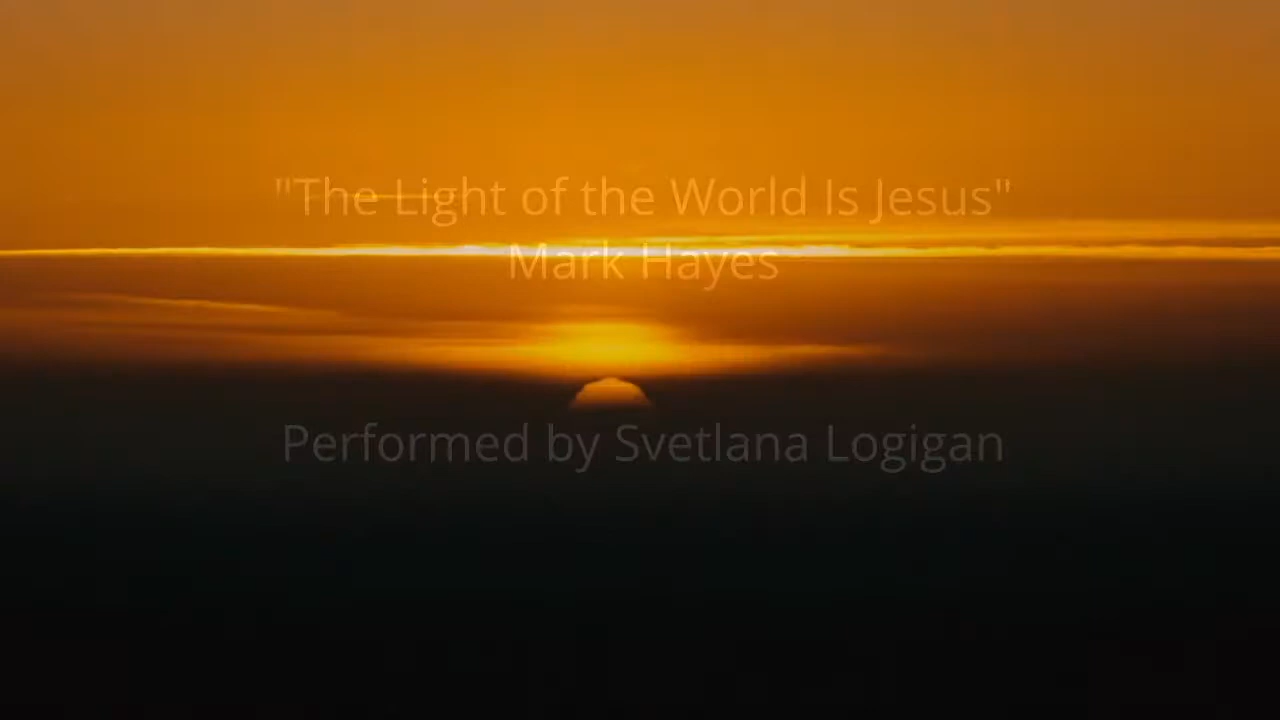 "The Light of the World Is Jesus"
Mark Hayes
Performed by Svetlana Logigan